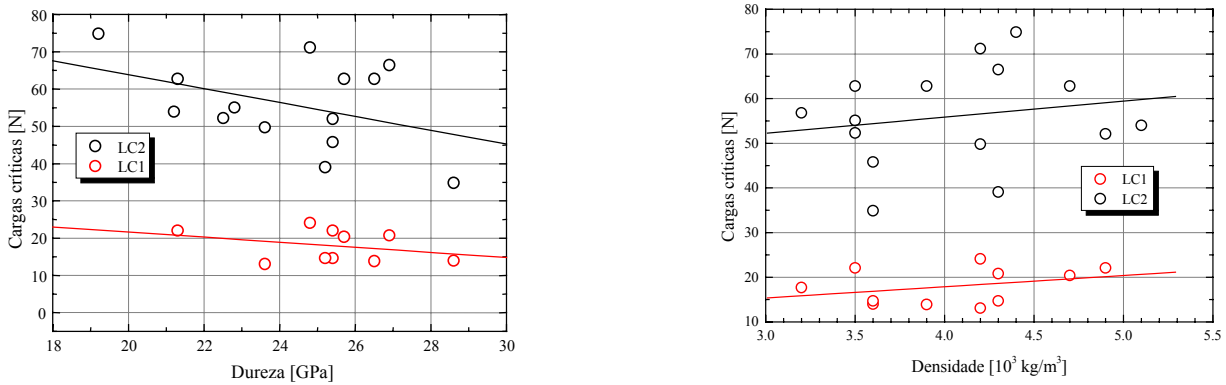 80
70
60
50
40
30
20
10
0
Cargas críticas [N]
LC2
LC1
18 20 22 24 26 28 30
Dureza [GPa]
80
70
60
50
40
30
20
10
Cargas críticas [N]
LC1
LC2
3.0 3.5 4.0 4.5 5.0 5.5
Densidade [10³ kg/m³]